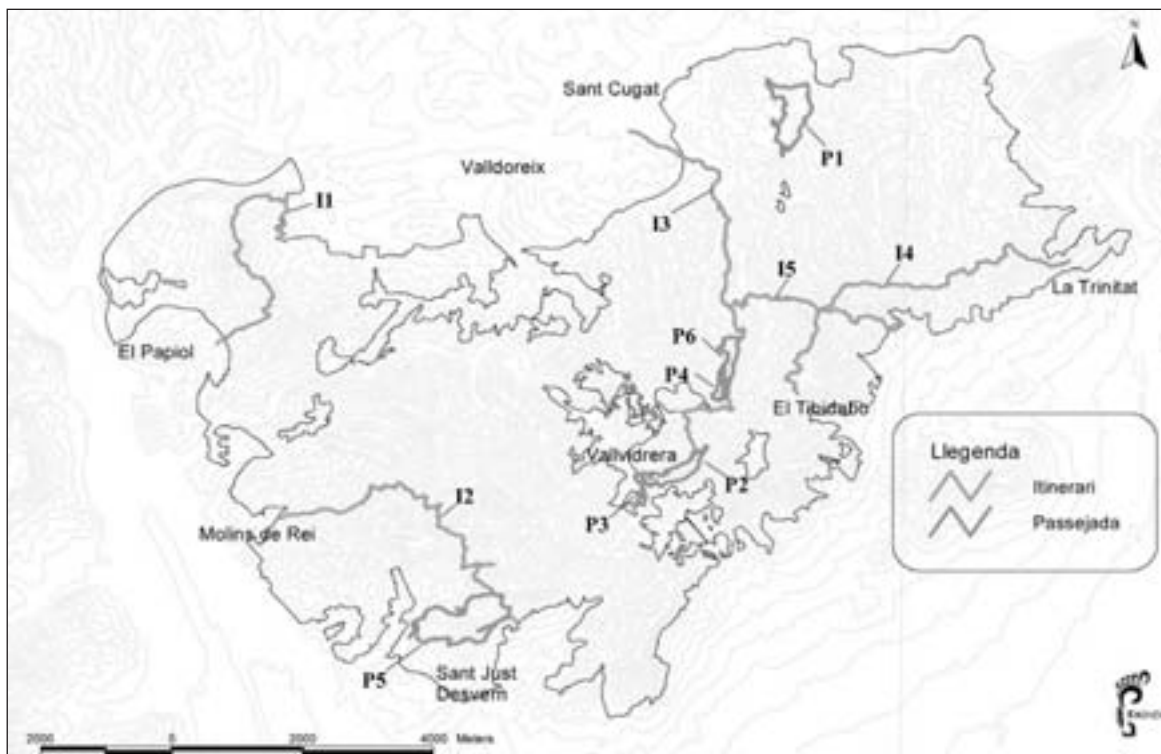 N
Sant Cugat
P1
Valldoreix
I1
I3
I5
I4
La Trinitat
P6
El Papiol
P4
El Tibidabo
Llegenda
Vallvidrera
Itinerari
I2
P2
P3
Passejada
Molins de Rei
P5
Sant Just
Desvern
2000 0 2000 4000 Meters